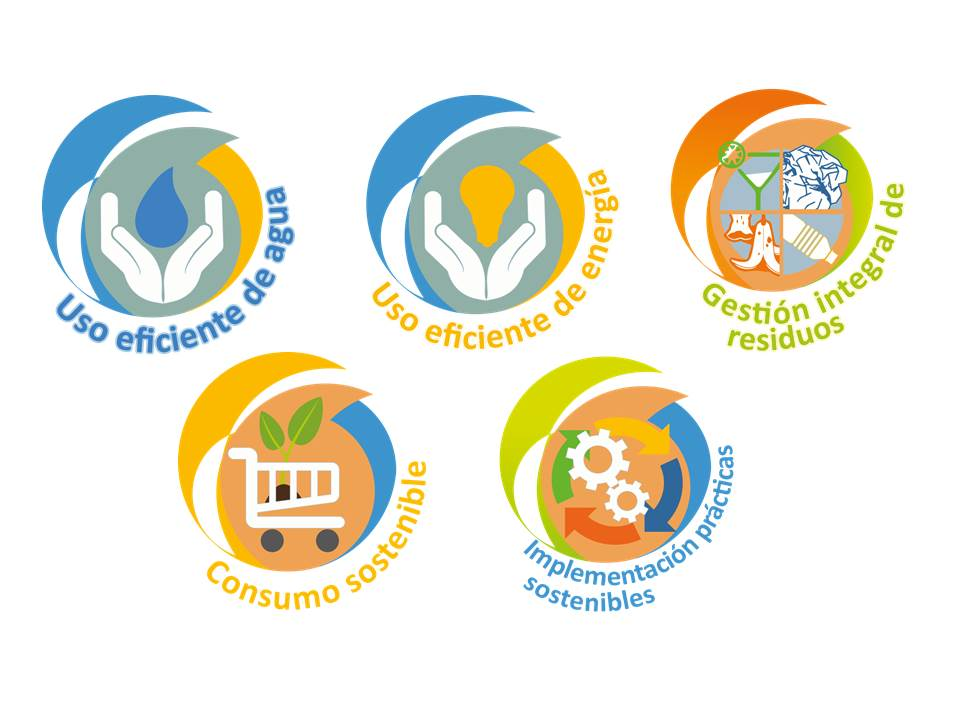 Uso eficiente de agua
Uso eficiente de energía
Gestión integral de
residuos
Consumo sostenible
Implementación prácticas
sostenibles